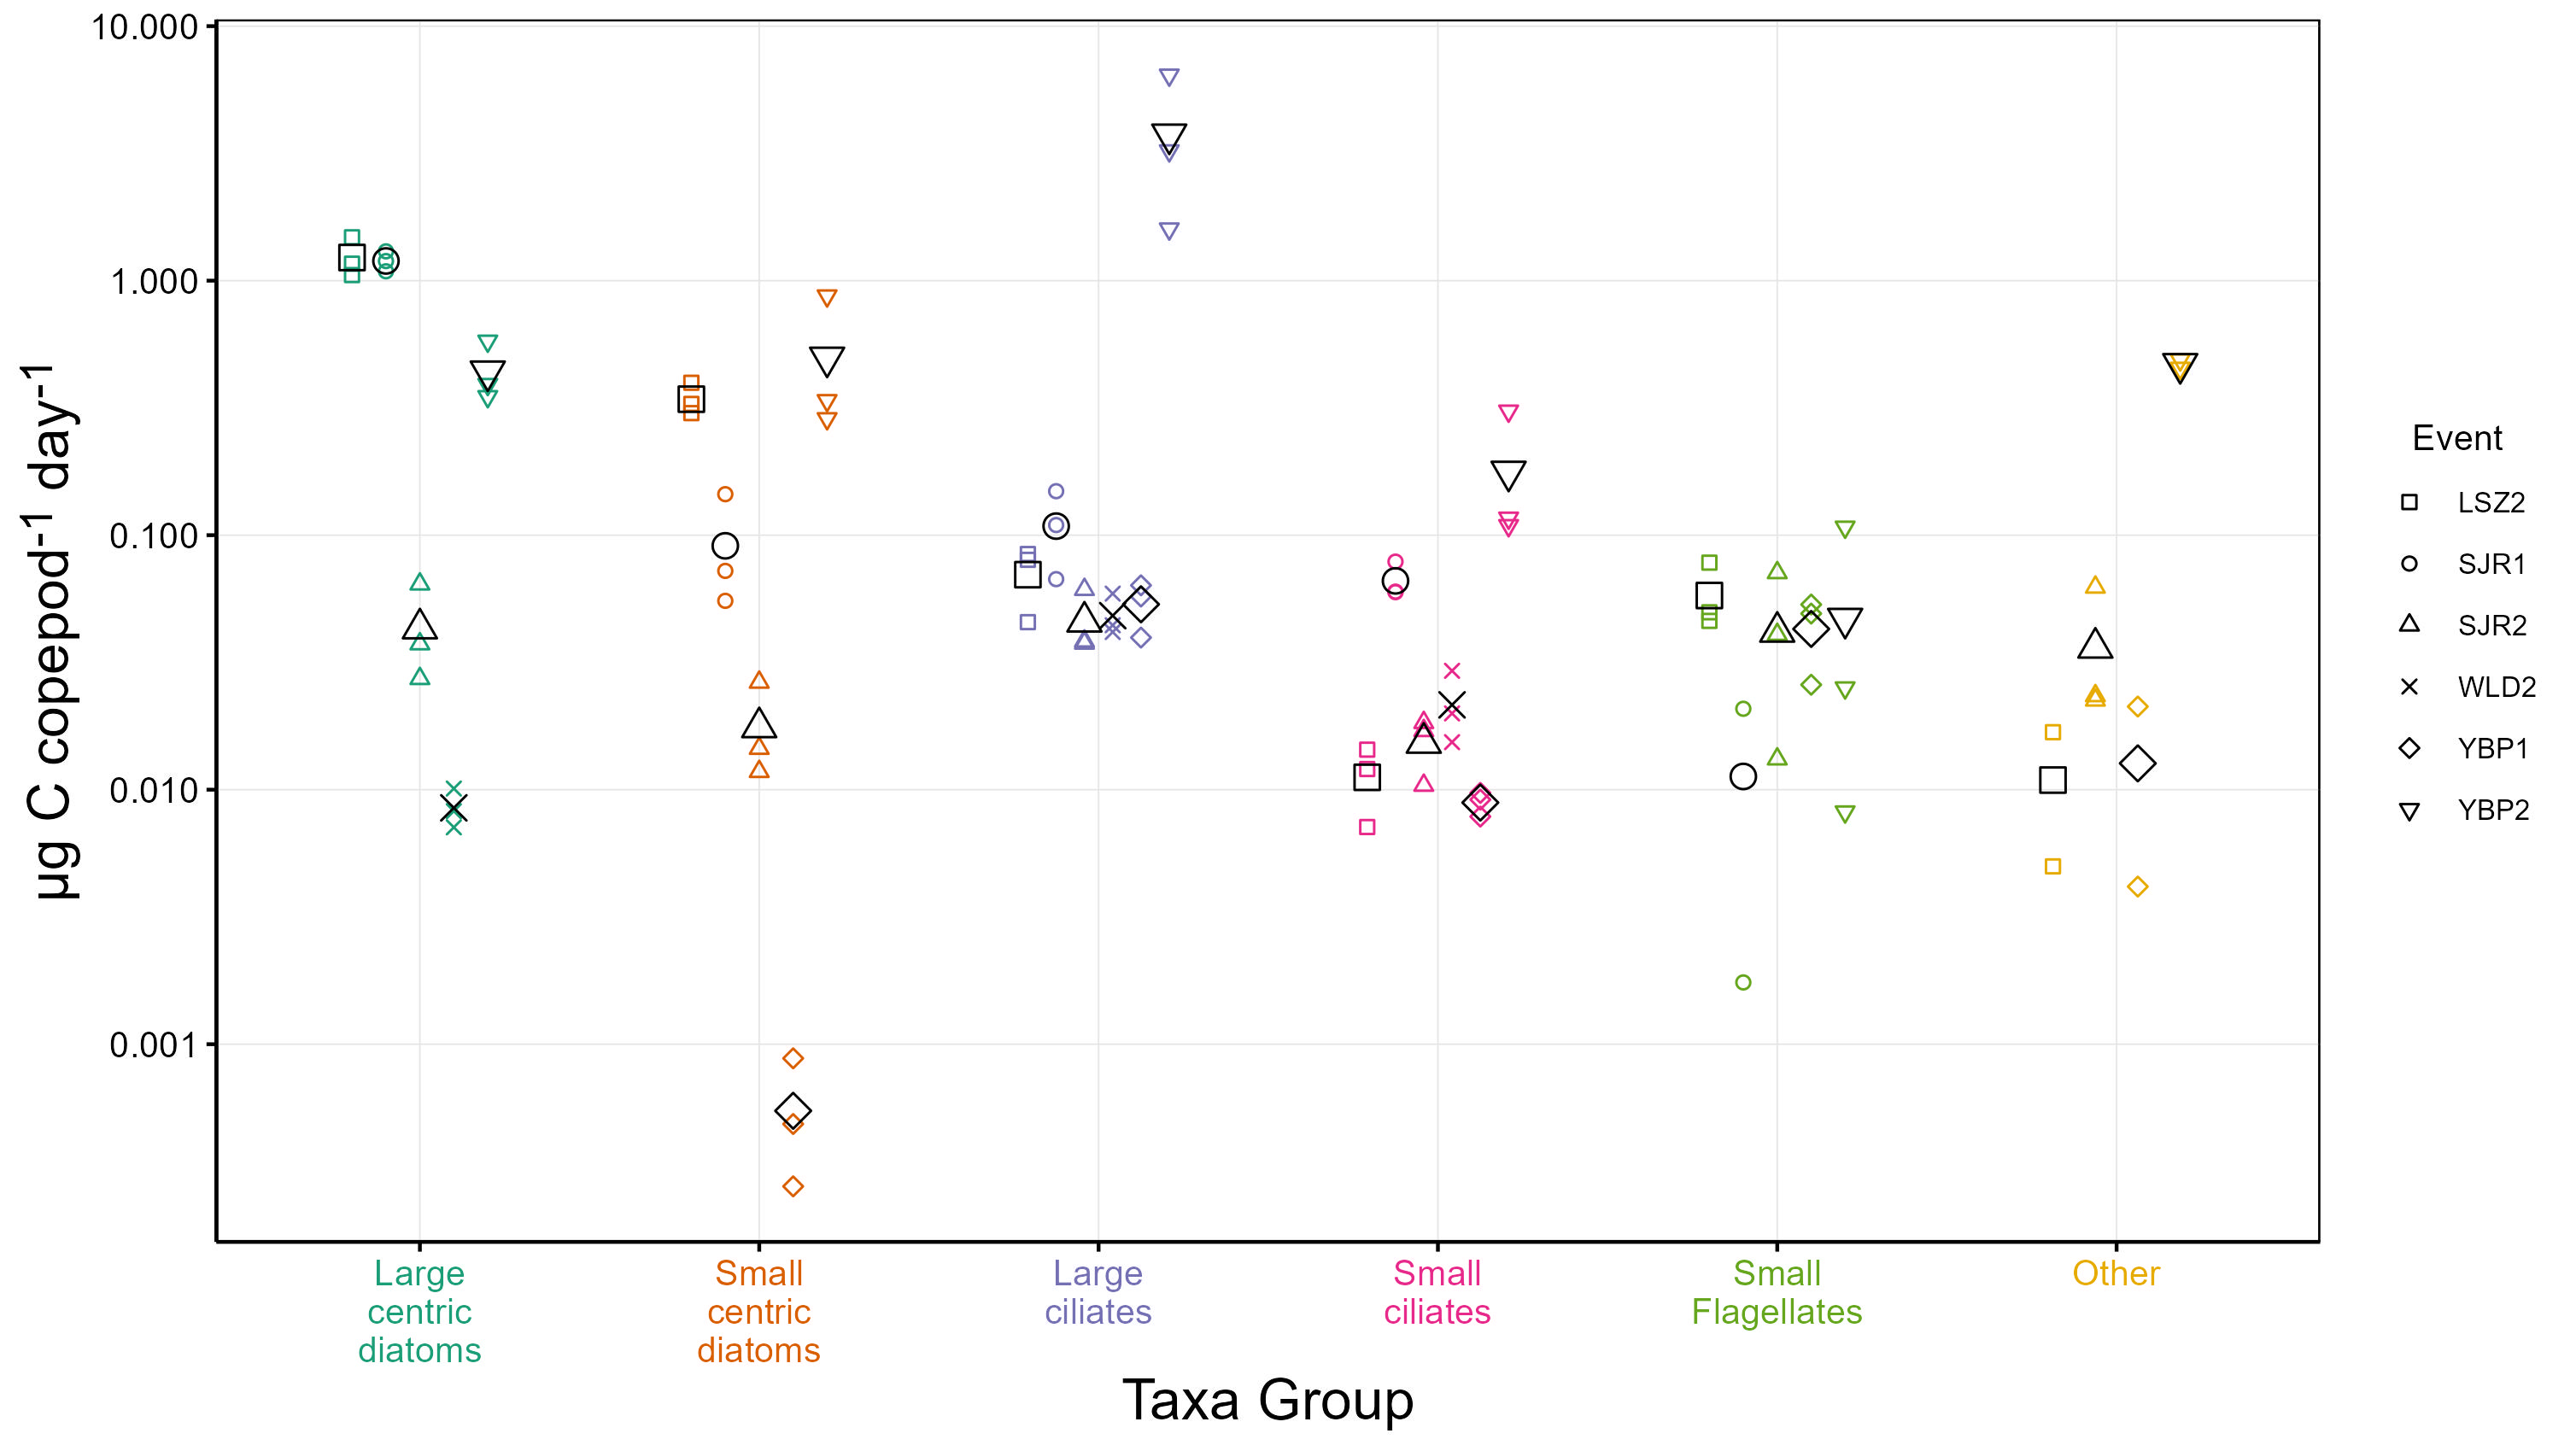 10.000
1.000
0.100
0.010
0.001
µg C copepod-1 day-1
Large
centric
diatoms
Small
centric
diatoms
Large
ciliates
Small
ciliates
Small
Flagellates
Other
Taxa Group
Event
LSZ2
SJR1
SJR2
WLD2
YBP1
YBP2